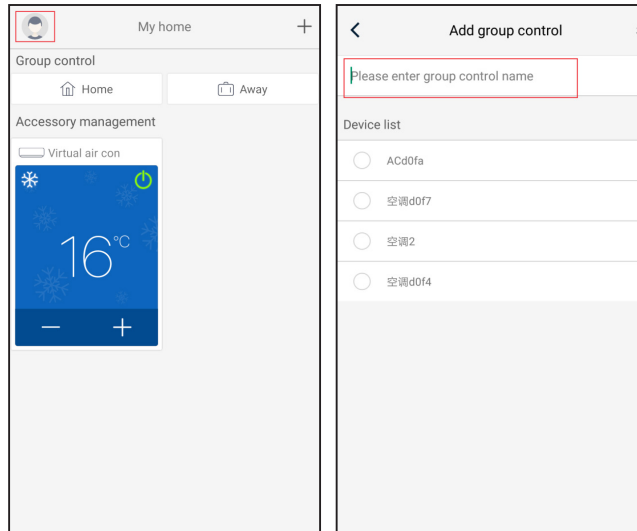 My home
+
Group control
Home
Away
Accessory management
Virtual air con
16°C
− +
Add group control
Please enter group control name
Device list
ACd0fa
空调d0f7
空调2
空调d0f4